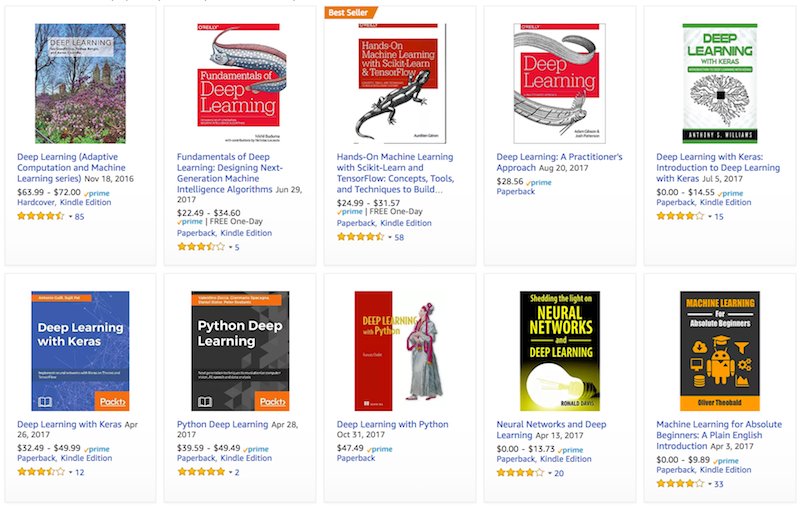 Best Seller
DEEP LEARNING
O'REILLY
Fundamentals of
Deep
Learning
O'REILLY
Hands-On
Machine Learning
with Scikit-Learn
& TensorFlow
Aurélien Géron
O'REILLY
Deep
Learning
Adam Gibson &
Josh Patterson
DEEP
LEARNING
WITH KERAS
INTRODUCTION TO DEEP LEARNING WITH KERAS
ANTHONY S. WILLIAMS
Deep Learning (Adaptive
Computation and Machine
Learning series) Nov 18, 2016
$63.99 - $72.00 prime
Hardcover, Kindle Edition
85
Fundamentals of Deep
Learning: Designing Next-
Generation Machine
Intelligence Algorithms Jun 29,
2017
$22.49 - $34.60
prime | FREE One-Day
Paperback, Kindle Edition
5
Hands-On Machine Learning
with Scikit-Learn and
TensorFlow: Concepts, Tools,
and Techniques to Build...
$24.99 - $31.57
prime | FREE One-Day
Paperback, Kindle Edition
58
Deep Learning: A Practitioner's
Approach Aug 20, 2017
$28.56 prime
Paperback
Deep Learning with Keras:
Introduction to Deep Learning
with Keras Jul 5, 2017
$0.00 - $14.55 prime
Paperback, Kindle Edition
15
Antonio Gulli, Sujit Pal
Deep Learning
with Keras
Packt
Python Deep
Learning
Packt
DEEP LEARNING
with Python
Shedding the light on
NEURAL
NETWORKS
and
DEEP LEARNING
RONALD DAVIS
MACHINE LEARNING
For
Absolute Beginners
Oliver Theobald
Deep Learning with Keras Apr
26, 2017
$32.49 - $49.99 prime
Paperback, Kindle Edition
12
Python Deep Learning Apr 28,
2017
$39.59 - $49.49 prime
Paperback, Kindle Edition
2
Deep Learning with Python
Oct 31, 2017
$47.49 prime
Paperback
Neural Networks and Deep
Learning Apr 13, 2017
$0.00 - $13.73 prime
Paperback, Kindle Edition
20
Machine Learning for Absolute
Beginners: A Plain English
Introduction Apr 3, 2017
$0.00 - $9.89 prime
Paperback, Kindle Edition
33